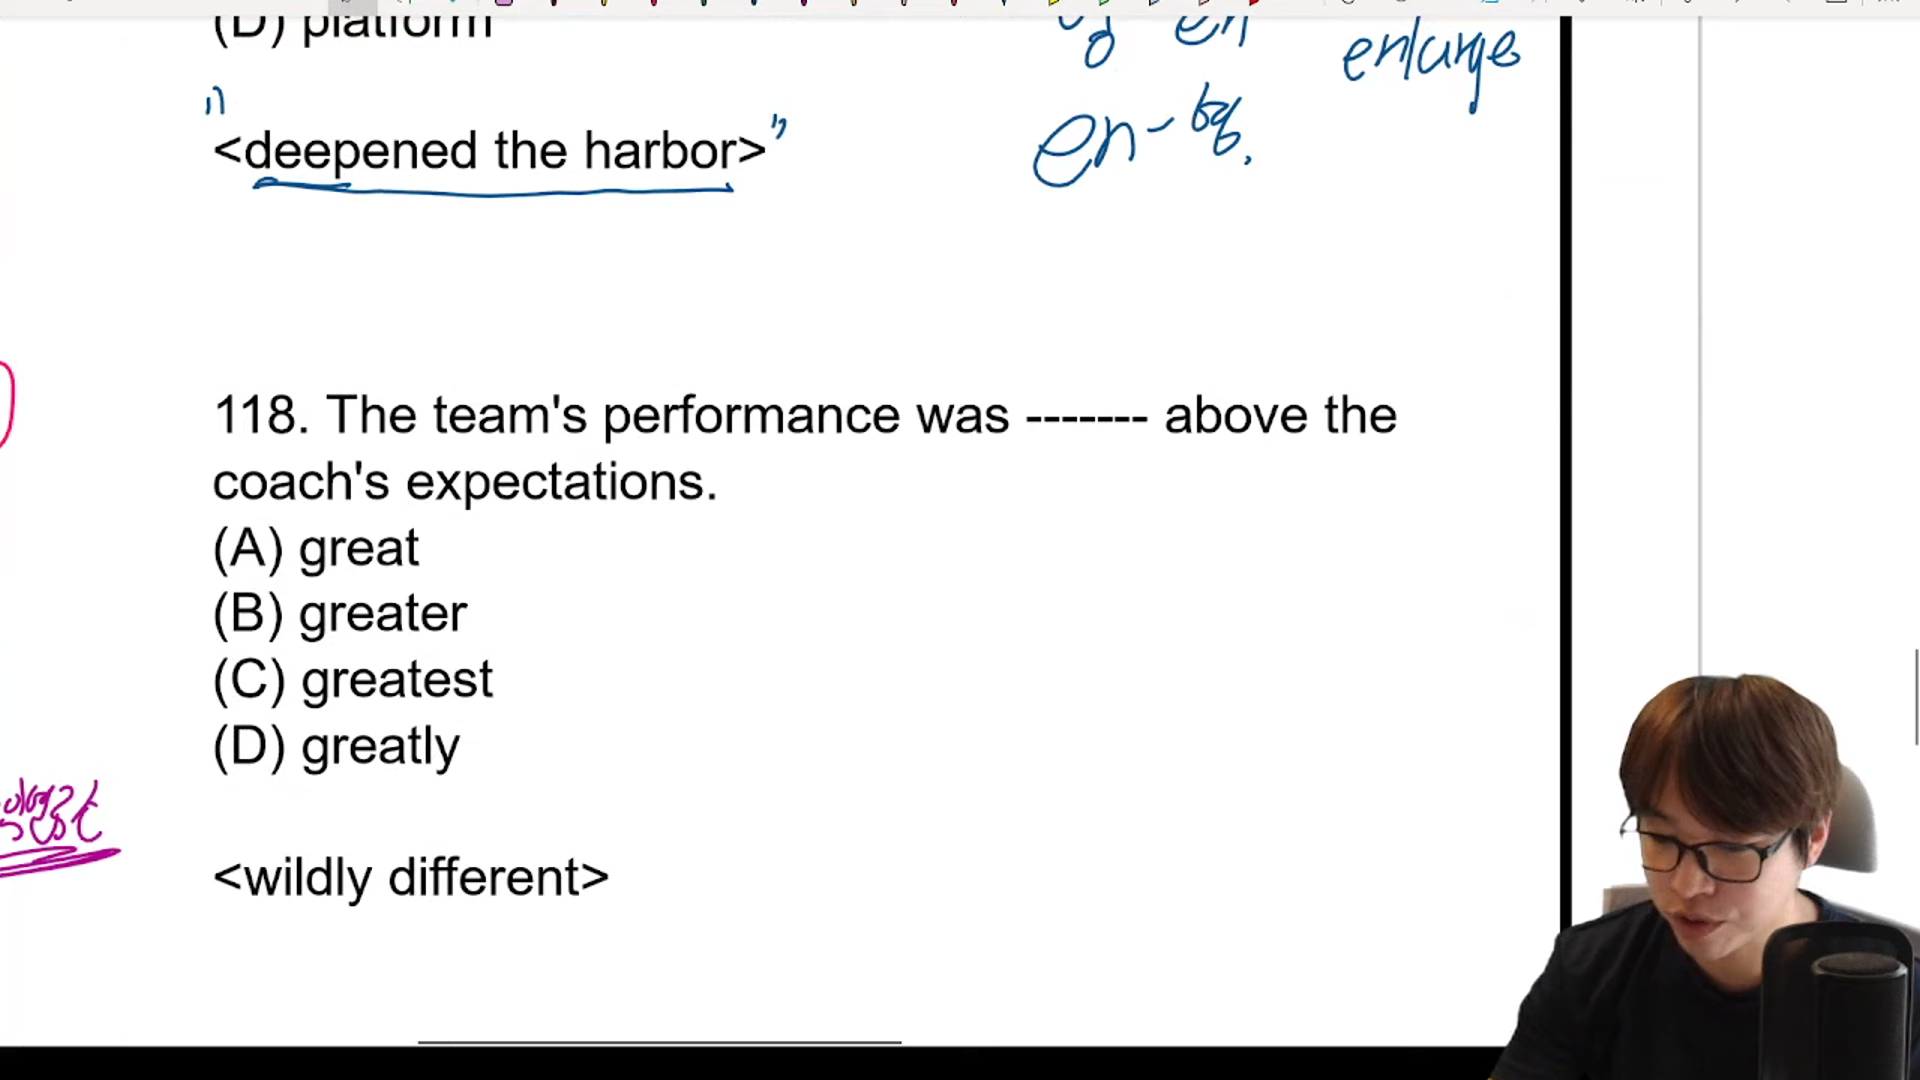 (D) platform
en
enlarge
<deepened the harbor>
en-
118. The team's performance was ------- above the
coach's expectations.
(A) great
(B) greater
(C) greatest
(D) greatly
<wildly different>